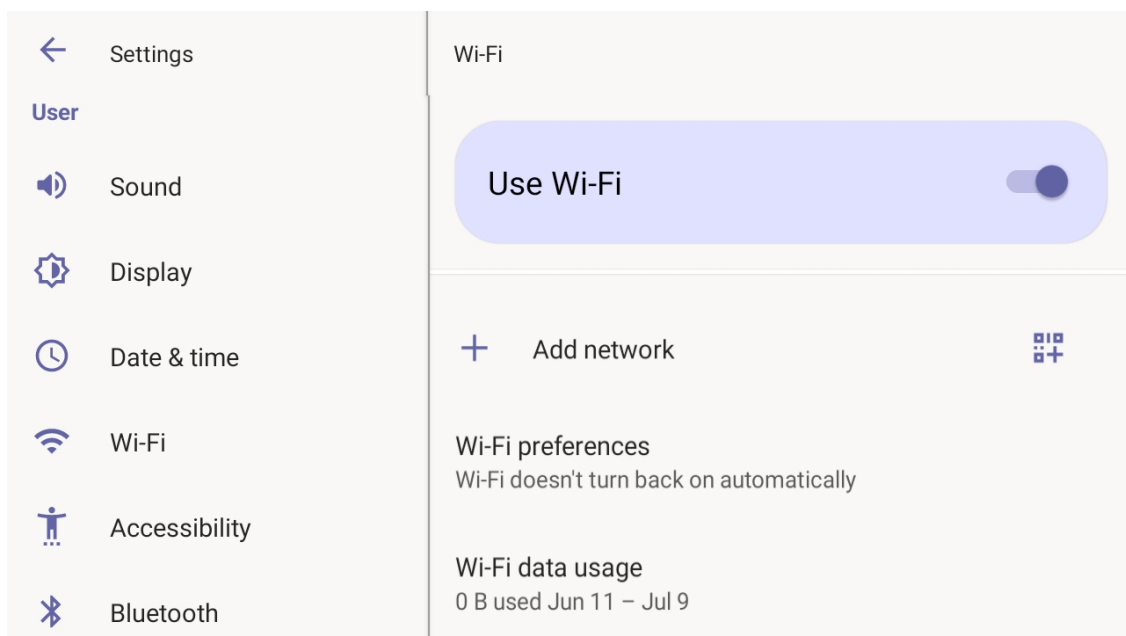 Settings
User
Sound
Display
Date & time
Wi-Fi
Accessibility
Bluetooth
Wi-Fi
Use Wi-Fi
Add network
Wi-Fi preferences
Wi-Fi doesn't turn back on automatically
Wi-Fi data usage
0 B used Jun 11 – Jul 9